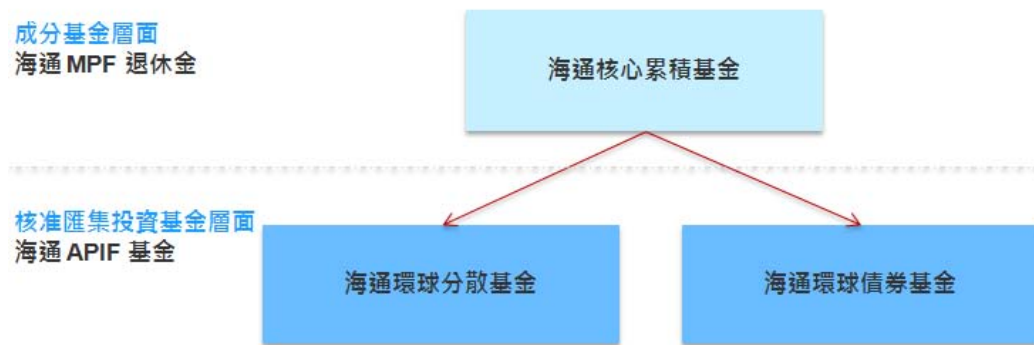 成分基金層面
海通 MPF 退休金
海通核心累積基金
核准匯集投資基金層面
海通 APIF 基金
海通環球分散基金
海通環球債券基金